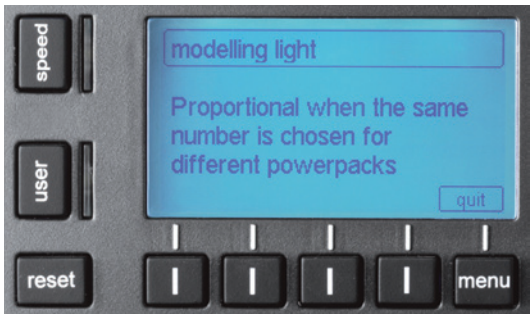 speed
modelling light
Proportional when the same
number is chosen for
different powerpacks
user
quit
reset
menu